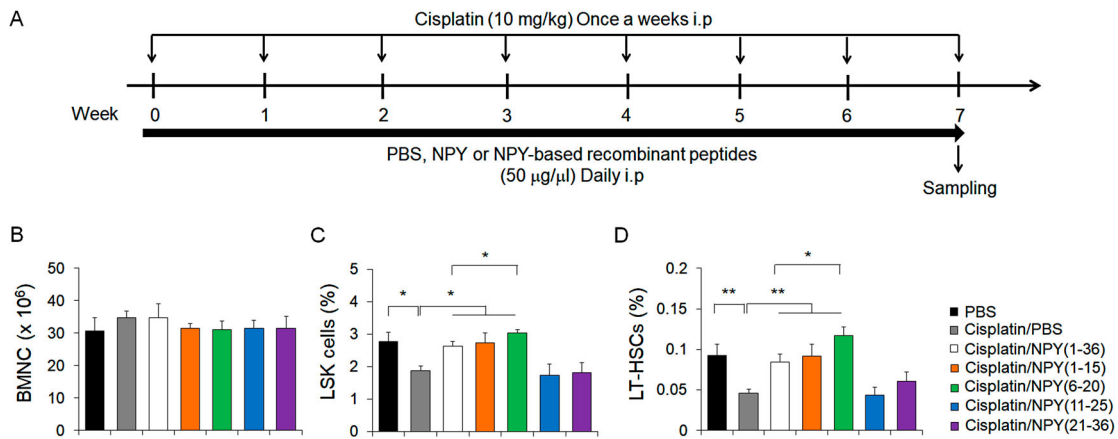 A
Cisplatin (10 mg/kg) Once a weeks i.p
Week 0 1 2 3 4 5 6 7
PBS, NPY or NPY-based recombinant peptides
(50 μg/μl) Daily i.p
Sampling
B
BMNC (x 10⁶)
50
40
30
20
10
0
C
LSK cells (%)
5
4
3
2
1
0
*
*
*
D
LT-HSCs (%)
0.2
0.15
0.1
0.05
0
*
**
**
PBS
Cisplatin/PBS
Cisplatin/NPY(1-36)
Cisplatin/NPY(1-15)
Cisplatin/NPY(6-20)
Cisplatin/NPY(11-25)
Cisplatin/NPY(21-36)